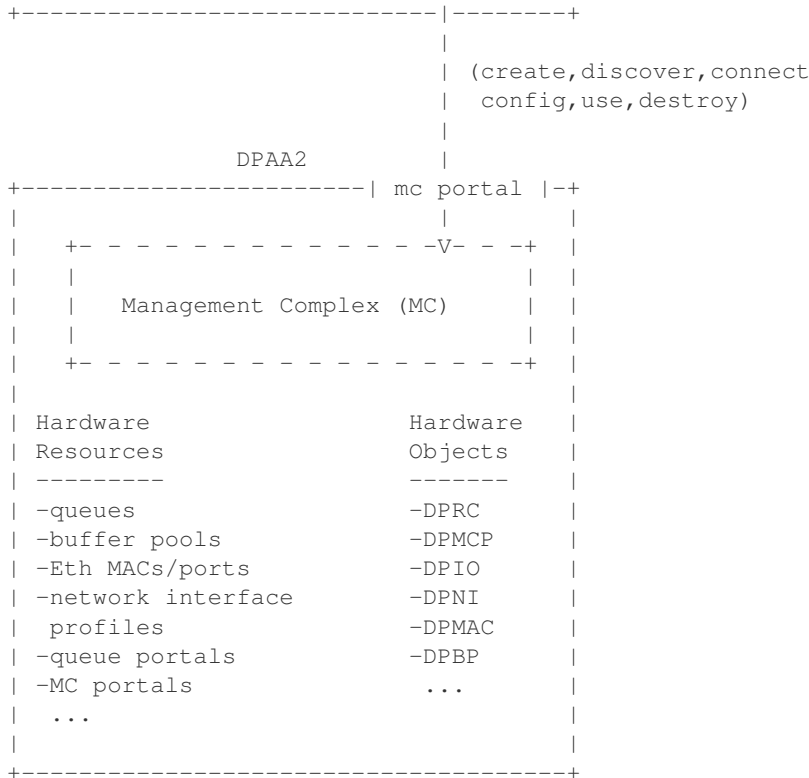 (create,discover,connect
config,use,destroy)
DPAA2
mc portal
Management Complex (MC)
Hardware Hardware
Resources Objects
--------- -------
-queues -DPRC
-buffer pools -DPMCP
-Eth MACs/ports -DPIO
-network interface -DPNI
profiles -DPMAC
-queue portals -DPBP
-MC portals ...
...